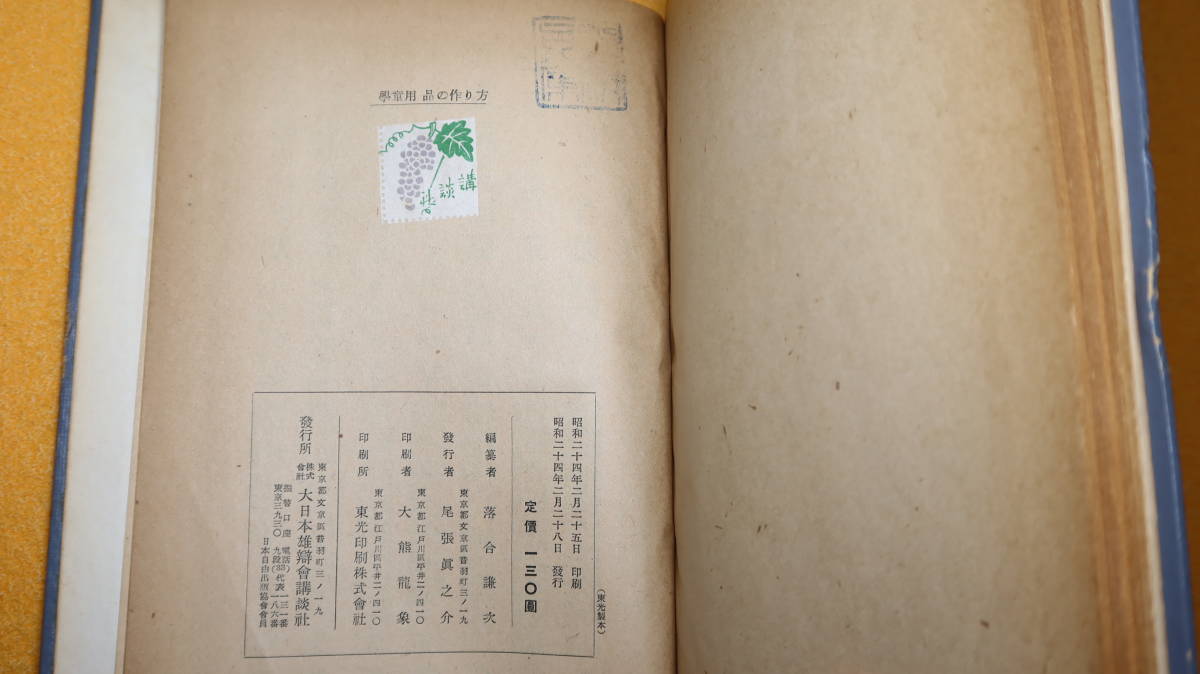 學童用品の作り方
講談社
昭和二十四年二月二十五日 印刷
昭和二十四年二月二十八日 發行
定價 一三〇圓
編纂者 落合謙次
東京都文京區音羽町三ノ一九
發行者 尾張眞之介
東京都江戸川區平井二ノ四一〇
印刷者 大熊龍象
東京都江戸川區平井二ノ四一〇
印刷所 東光印刷株式會社
東京都文京區音羽町三ノ一九
發行所 株式會社 大日本雄辯會講談社
振替口座 東京三九三〇
電話 九段(33) 代表 一三一番 一八六番
日本自由出版協會會員
(東光製本)